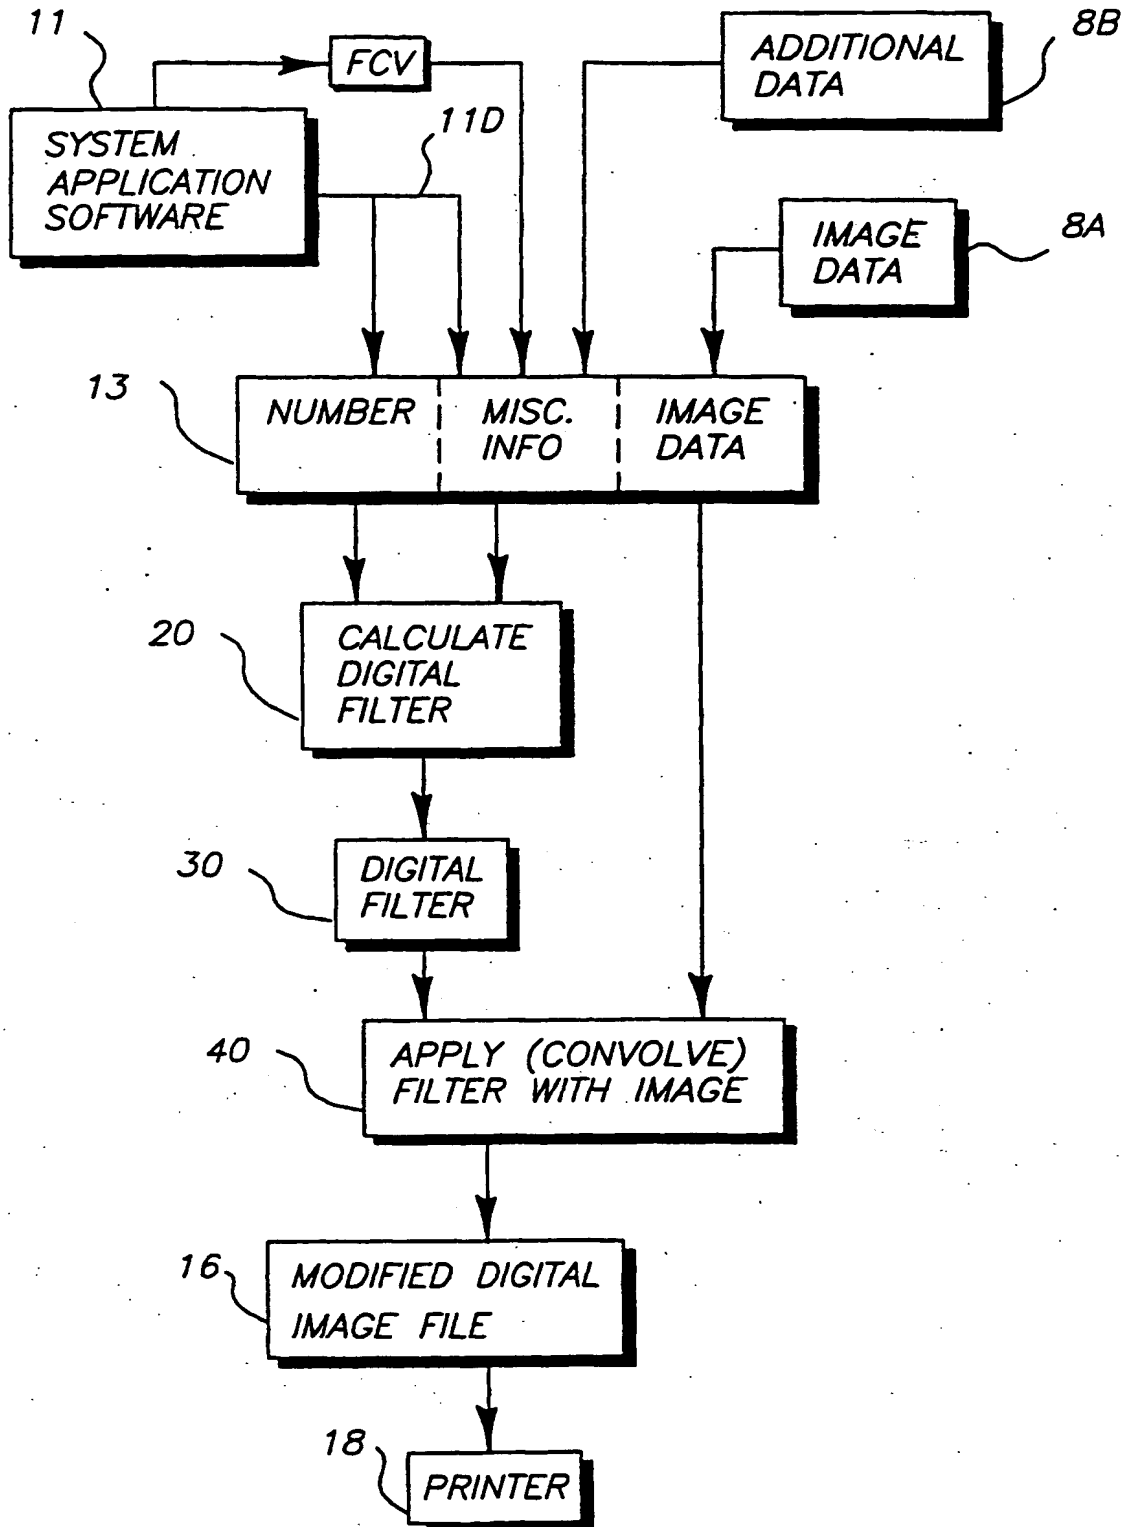 11
FCV
ADDITIONAL
DATA
8B
SYSTEM
APPLICATION
SOFTWARE
11D
IMAGE
DATA
8A
13
NUMBER
MISC.
INFO
IMAGE
DATA
20
CALCULATE
DIGITAL
FILTER
30
DIGITAL
FILTER
40
APPLY (CONVOLVE)
FILTER WITH IMAGE
16
MODIFIED DIGITAL
IMAGE FILE
18
PRINTER